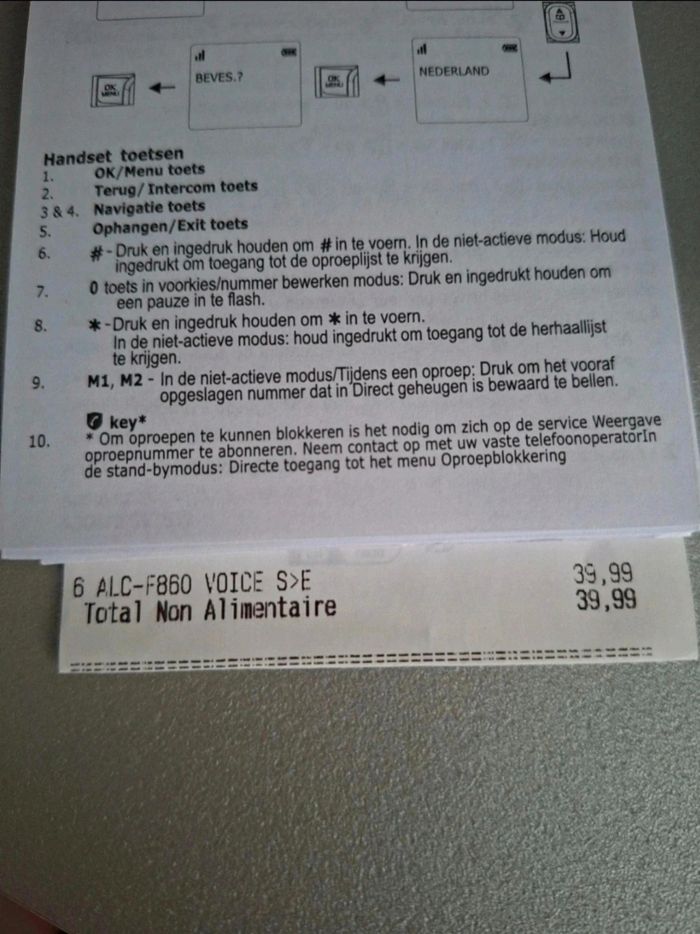 BEVES.?
NEDERLAND
OK
MENU
OK
MENU
Handset toetsen
1. OK/Menu toets
2. Terug/Intercom toets
3 & 4. Navigatie toets
5. Ophangen/Exit toets
6. # - Druk en ingedruk houden om # in te voern. In de niet-actieve modus: Houd
ingedrukt om toegang tot de oproeplijst te krijgen.
7. 0 toets in voorkies/nummer bewerken modus: Druk en ingedrukt houden om
een pauze in te flash.
8. * -Druk en ingedruk houden om * in te voern.
In de niet-actieve modus: houd ingedrukt om toegang tot de herhaallijst
te krijgen.
9. M1, M2 - In de niet-actieve modus/Tijdens een oproep: Druk om het vooraf
opgeslagen nummer dat in Direct geheugen is bewaard te bellen.
10. key*
* Om oproepen te kunnen blokkeren is het nodig om zich op de service Weergave
oproepnummer te abonneren. Neem contact op met uw vaste telefoonoperatorIn
de stand-bymodus: Directe toegang tot het menu Oproepblokkering
6 ALC-F860 VOICE S>E 39,99
Total Non Alimentaire 39,99